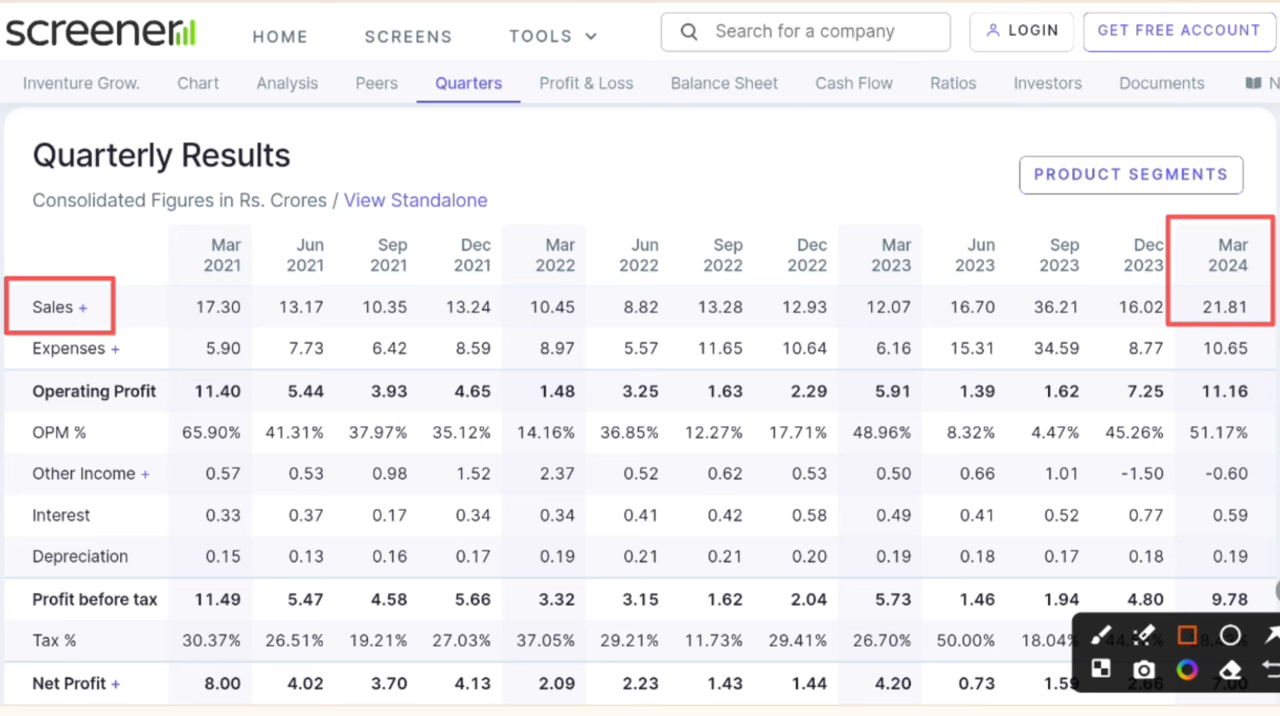 screener
HOME SCREENS TOOLS Search for a company LOGIN GET FREE ACCOUNT
Inventure Grow. Chart Analysis Peers Quarters Profit & Loss Balance Sheet Cash Flow Ratios Investors Documents N
Quarterly Results
PRODUCT SEGMENTS
Consolidated Figures in Rs. Crores / View Standalone
Mar 2021 Jun 2021 Sep 2021 Dec 2021 Mar 2022 Jun 2022 Sep 2022 Dec 2022 Mar 2023 Jun 2023 Sep 2023 Dec 2023 Mar 2024
Sales + 17.30 13.17 10.35 13.24 10.45 8.82 13.28 12.93 12.07 16.70 36.21 16.02 21.81
Expenses + 5.90 7.73 6.42 8.59 8.97 5.57 11.65 10.64 6.16 15.31 34.59 8.77 10.65
Operating Profit 11.40 5.44 3.93 4.65 1.48 3.25 1.63 2.29 5.91 1.39 1.62 7.25 11.16
OPM % 65.90% 41.31% 37.97% 35.12% 14.16% 36.85% 12.27% 17.71% 48.96% 8.32% 4.47% 45.26% 51.17%
Other Income + 0.57 0.53 0.98 1.52 2.37 0.52 0.62 0.53 0.50 0.66 1.01 -1.50 -0.60
Interest 0.33 0.37 0.17 0.34 0.34 0.41 0.42 0.58 0.49 0.41 0.52 0.77 0.59
Depreciation 0.15 0.13 0.16 0.17 0.19 0.21 0.21 0.20 0.19 0.18 0.17 0.18 0.19
Profit before tax 11.49 5.47 4.58 5.66 3.32 3.15 1.62 2.04 5.73 1.46 1.94 4.80 9.78
Tax % 30.37% 26.51% 19.21% 27.03% 37.05% 29.21% 11.73% 29.41% 26.70% 50.00% 18.04%
Net Profit + 8.00 4.02 3.70 4.13 2.09 2.23 1.43 1.44 4.20 0.73 1.59 2.66 7.00